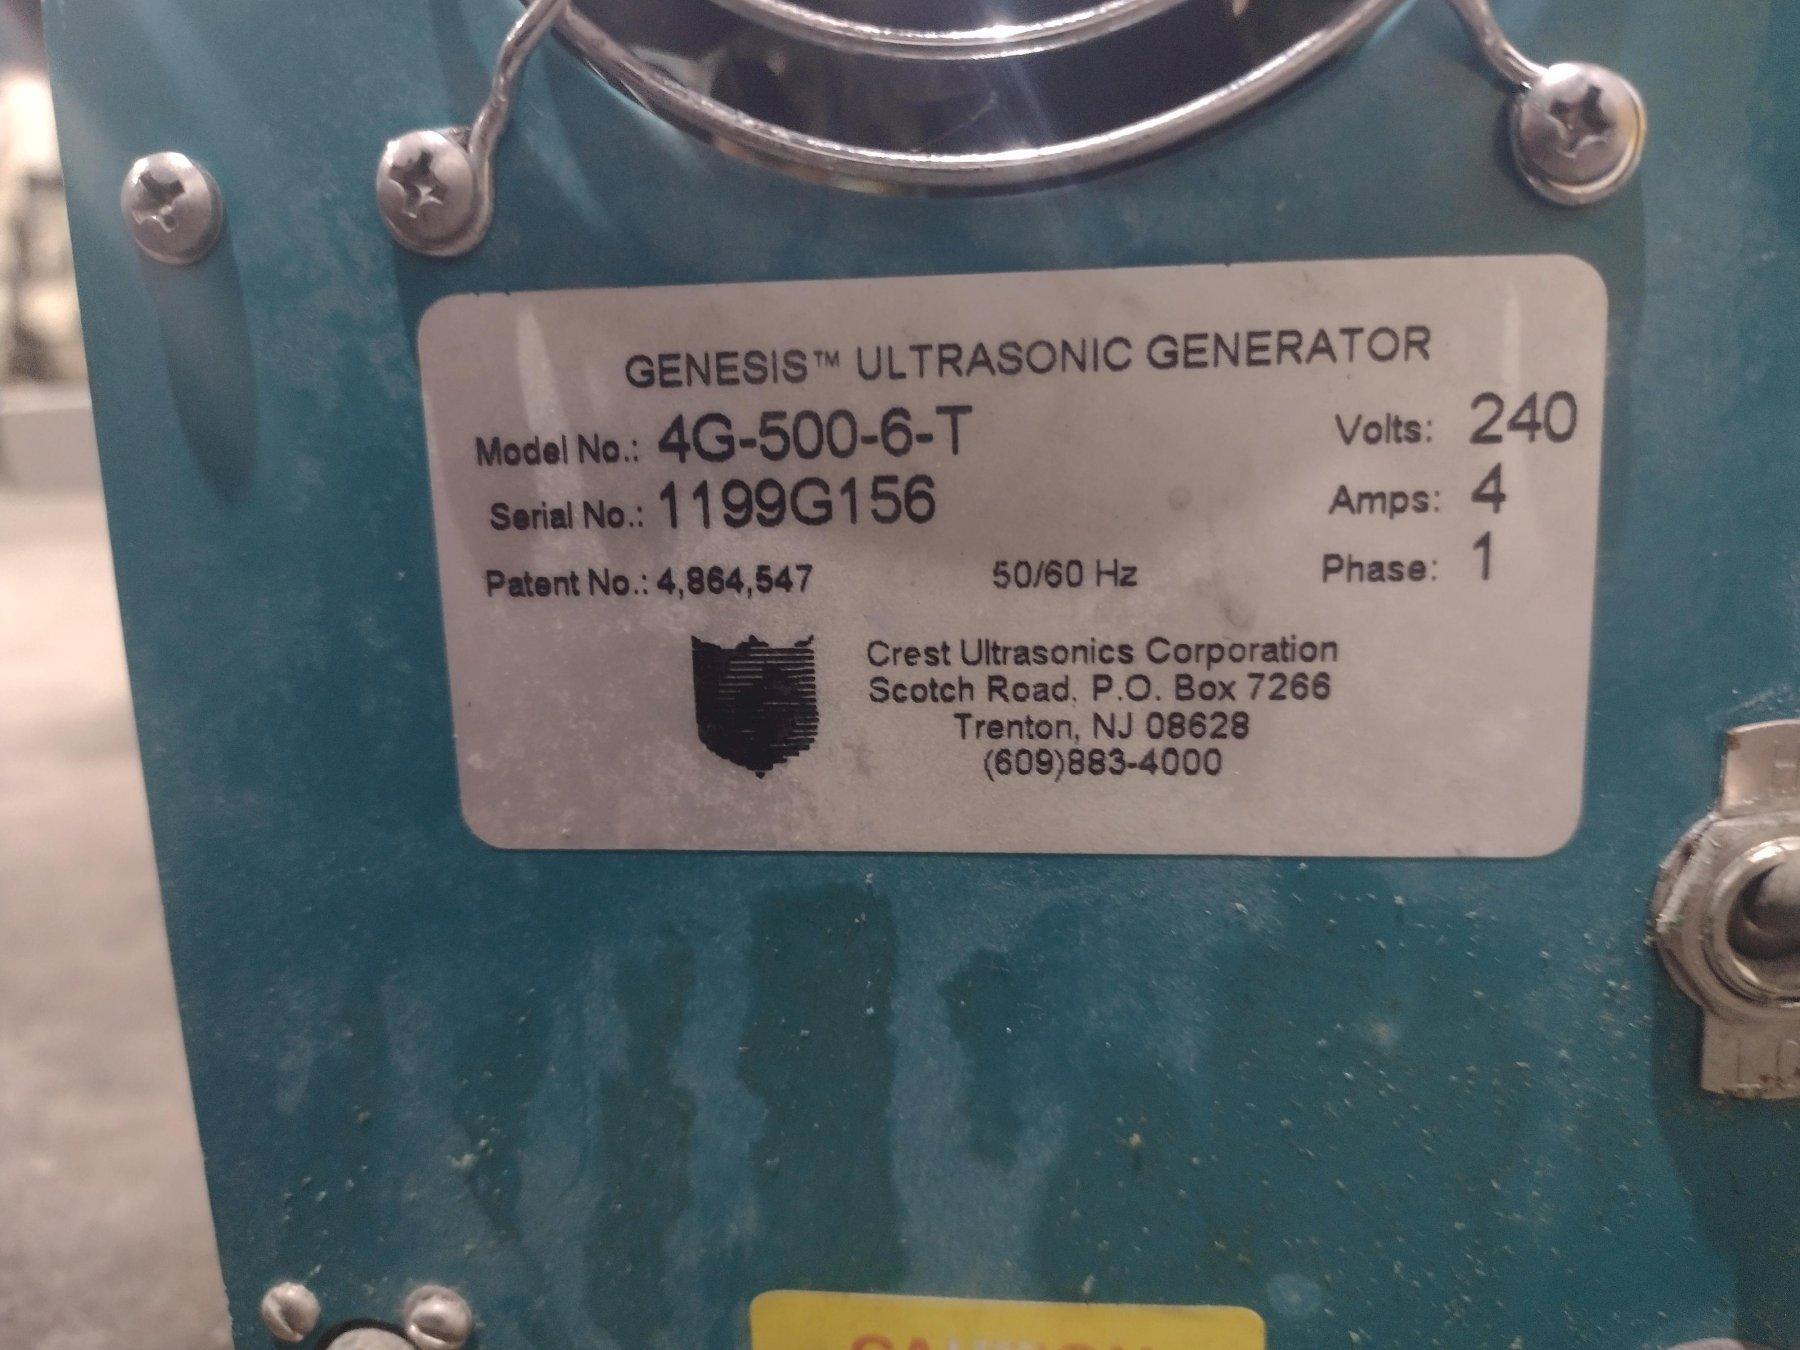 GENESIS™ ULTRASONIC GENERATOR
Model No.: 4G-500-6-T Volts: 240
Serial No.: 1199G156 Amps: 4
Patent No.: 4,864,547 50/60 Hz Phase: 1
Crest Ultrasonics Corporation
Scotch Road, P.O. Box 7266
Trenton, NJ 08628
(609)883-4000